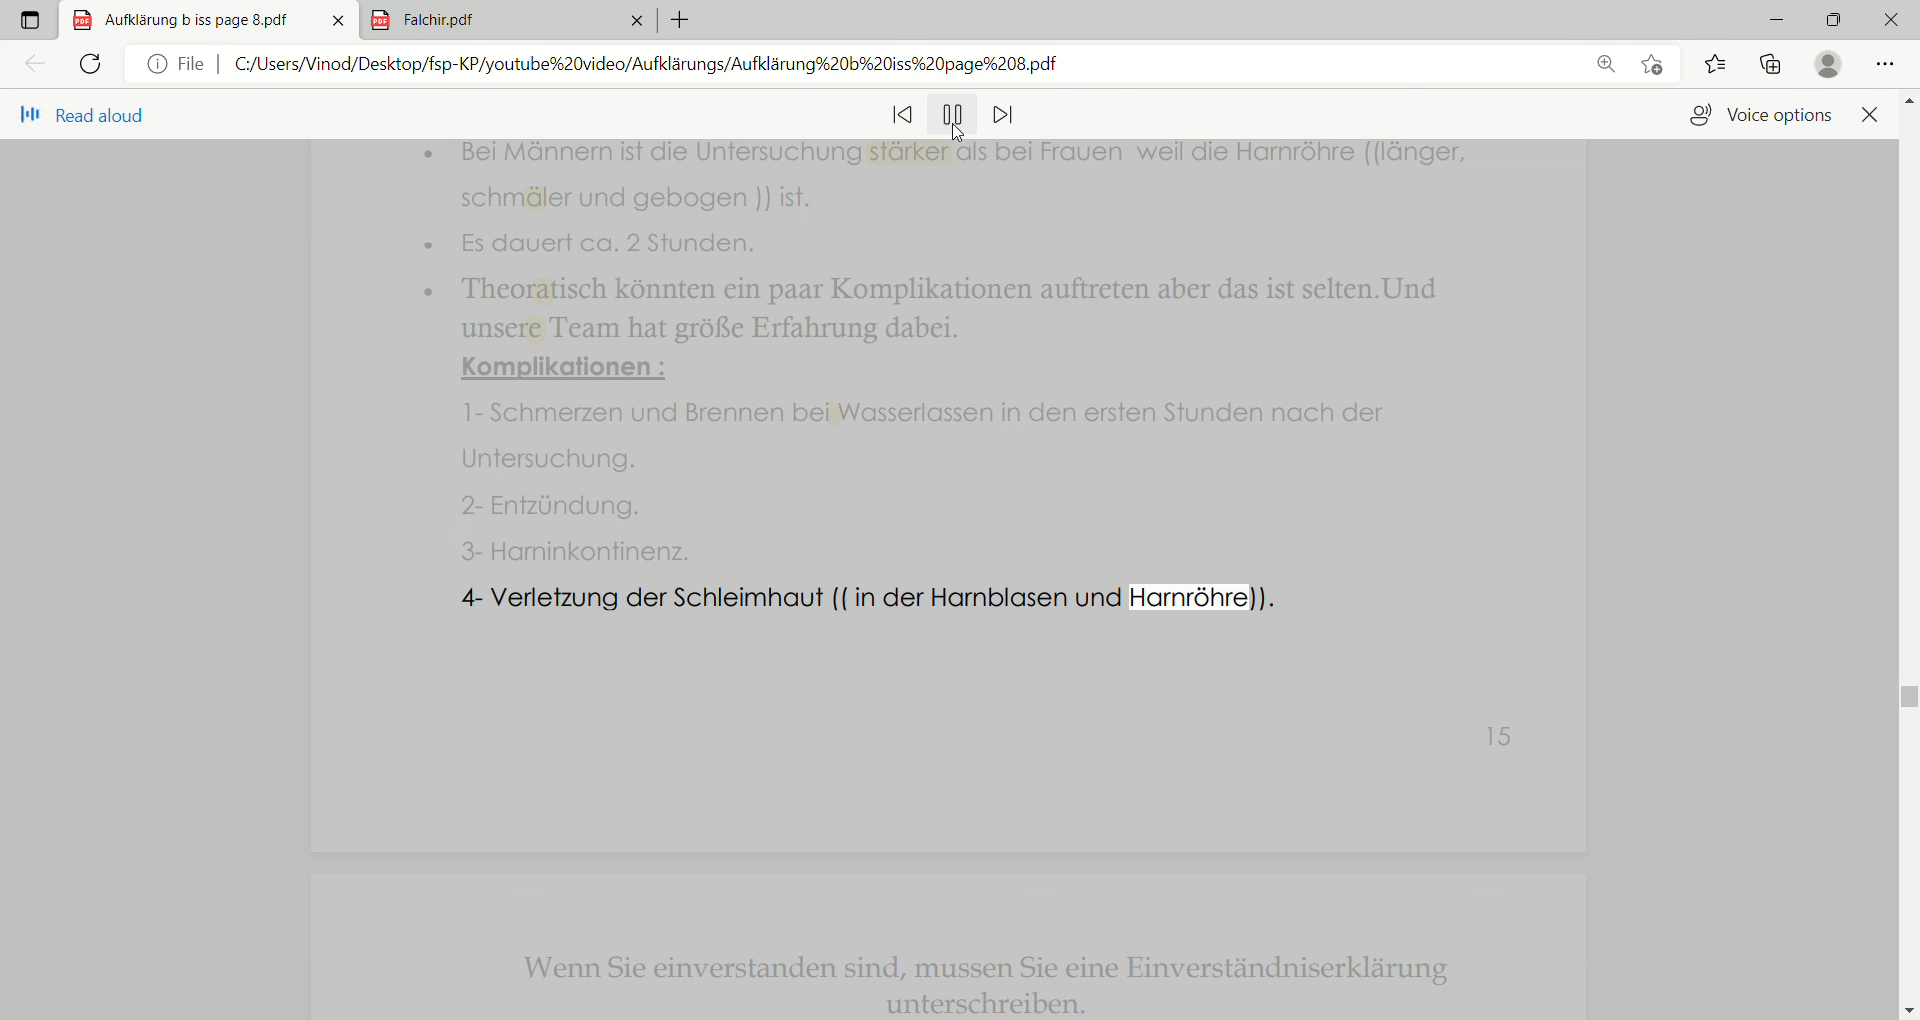 Aufklärung b iss page 8.pdf
Falchir.pdf
File
C:/Users/Vinod/Desktop/fsp-KP/youtube%20video/Aufklärungs/Aufklärung%20b%20iss%20page%208.pdf
Read aloud
Voice options
• Bei Männern ist die Untersuchung stärker als bei Frauen weil die Harnröhre ((länger,
schmäler und gebogen )) ist.
• Es dauert ca. 2 Stunden.
• Theoratisch könnten ein paar Komplikationen auftreten aber das ist selten.Und
unsere Team hat größe Erfahrung dabei.
Komplikationen :
1- Schmerzen und Brennen bei Wasserlassen in den ersten Stunden nach der
Untersuchung.
2- Entzündung.
3- Harninkontinenz.
4- Verletzung der Schleimhaut (( in der Harnblasen und Harnröhre)).
15
Wenn Sie einverstanden sind, mussen Sie eine Einverständniserklärung
unterschreiben.